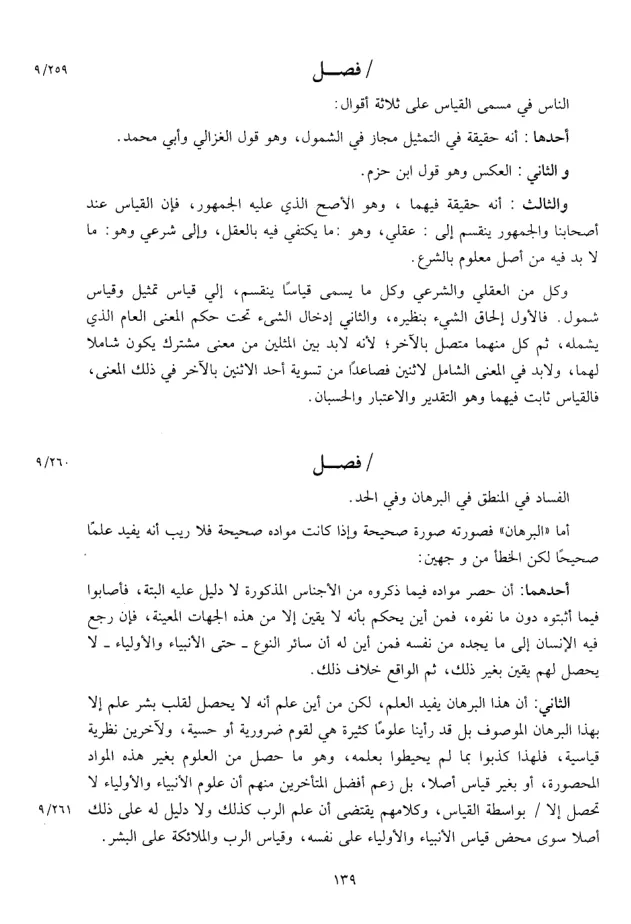 / فصـــل ٩/٢٥٩
الناس في مسمى القياس على ثلاثة أقوال:
أحدها : أنه حقيقة في التمثيل مجاز في الشمول، وهو قول الغزالي وأبي محمد.
و الثاني : العكس وهو قول ابن حزم.
والثالث : أنه حقيقة فيهما ، وهو الأصح الذي عليه الجمهور، فإن القياس عند
أصحابنا والجمهور ينقسم إلى : عقلي، وهو :ما يكتفي فيه بالعقل، وإلى شرعي وهو: ما
لا بد فيه من أصل معلوم بالشرع.
وكل من العقلي والشرعي وكل ما يسمى قياسًا ينقسم، إلي قياس تمثيل وقياس
شمول. فالأول إلحاق الشيء بنظيره، والثاني إدخال الشىء تحت حكم المعنى العام الذي
يشمله، ثم كل منهما متصل بالآخر؛ لأنه لابد بين المثلين من معنى مشترك يكون شاملا
لهما، ولابد في المعنى الشامل لاثنين فصاعدًا من تسوية أحد الاثنين بالآخر في ذلك المعنى،
فالقياس ثابت فيهما وهو التقدير والاعتبار والحسبان.
/ فصـــل ٩/٢٦٠
الفساد في المنطق في البرهان وفي الحد.
أما «البرهان» فصورته صورة صحيحة وإذا كانت مواده صحيحة فلا ريب أنه يفيد علمًا
صحيحًا لكن الخطأ من و جهين:
أحدهما: أن حصر مواده فيما ذكروه من الأجناس المذكورة لا دليل عليه البتة، فأصابوا
فيما أثبتوه دون ما نفوه، فمن أين يحكم بأنه لا يقين إلا من هذه الجهات المعينة، فإن رجع
فيه الإنسان إلى ما يجده من نفسه فمن أين له أن سائر النوع ـ حتى الأنبياء والأولياء ـ لا
يحصل لهم يقين بغير ذلك، ثم الواقع خلاف ذلك.
الثاني: أن هذا البرهان يفيد العلم، لكن من أين علم أنه لا يحصل لقلب بشر علم إلا
بهذا البرهان الموصوف بل قد رأينا علومًا كثيرة هي لقوم ضرورية أو حسية، ولآخرين نظرية
قياسية، فلهذا كذبوا بما لم يحيطوا بعلمه، وهو ما حصل من العلوم بغير هذه المواد
المحصورة، أو بغير قياس أصلا، بل زعم أفضل المتأخرين منهم أن علوم الأنبياء والأولياء لا
تحصل إلا / بواسطة القياس، وكلامهم يقتضى أن علم الرب كذلك ولا دليل له على ذلك ٩/٢٦١
أصلا سوى محض قياس الأنبياء والأولياء على نفسه، وقياس الرب والملائكة على البشر.
١٣٩